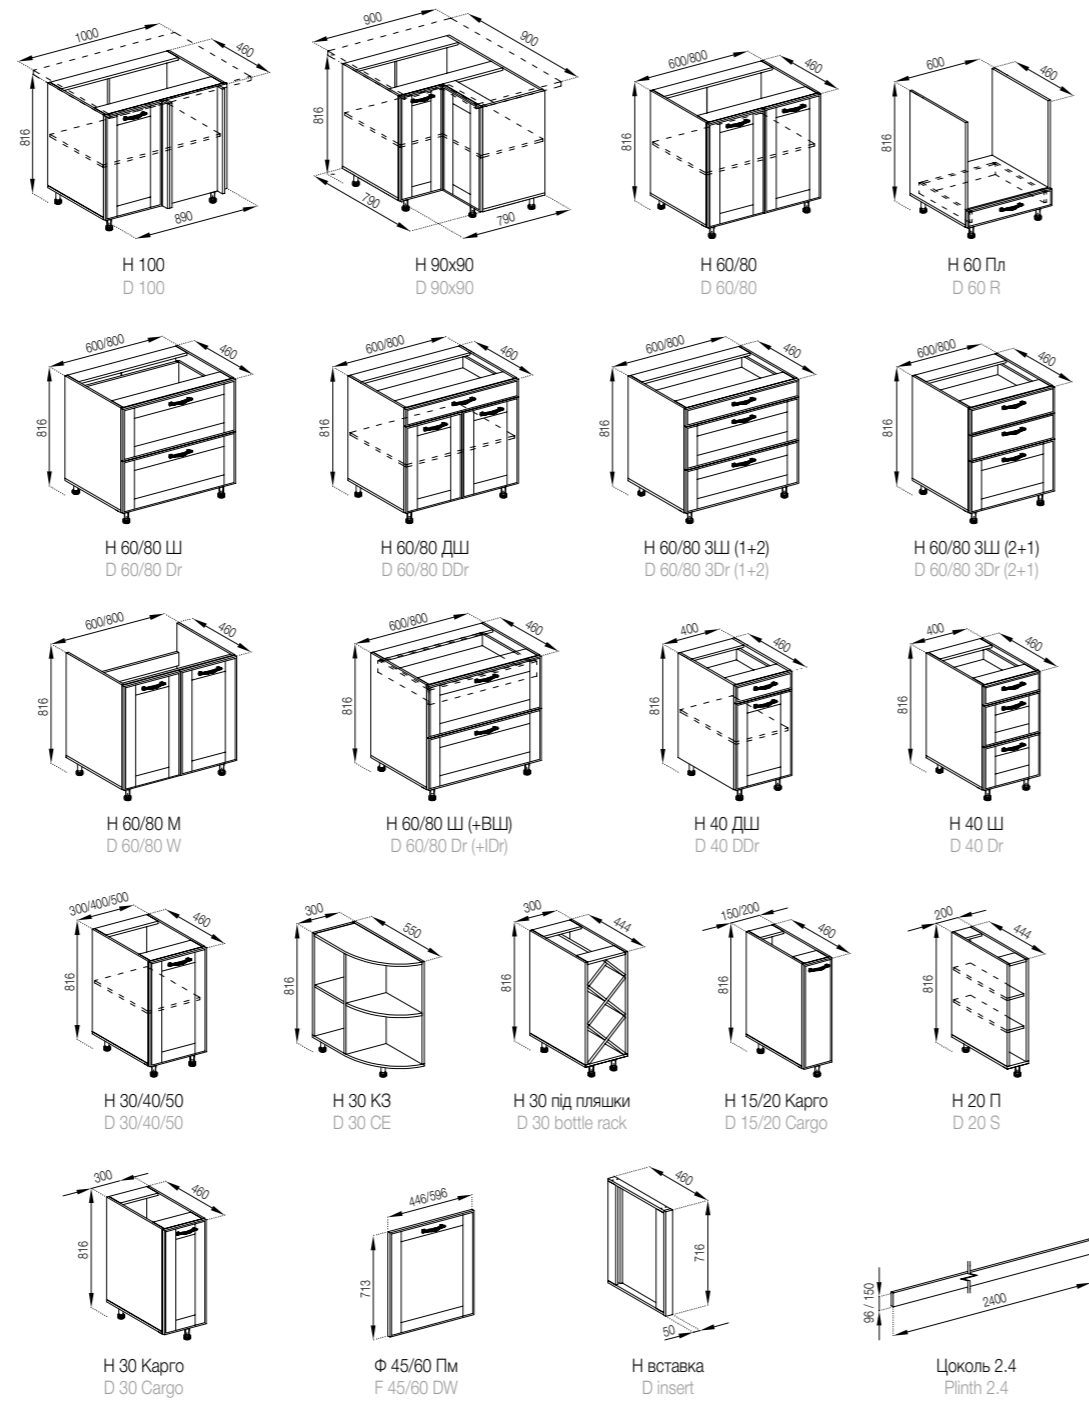 1000
460
816
890
Н 100
D 100
900
900
816
790
790
Н 90х90
D 90x90
600/800
460
816
Н 60/80
D 60/80
600
460
816
Н 60 Пл
D 60 R
600/800
460
816
Н 60/80 Ш
D 60/80 Dr
600/800
460
816
Н 60/80 ДШ
D 60/80 DDr
600/800
460
816
Н 60/80 3Ш (1+2)
D 60/80 3Dr (1+2)
600/800
460
816
Н 60/80 3Ш (2+1)
D 60/80 3Dr (2+1)
600/800
460
816
Н 60/80 М
D 60/80 W
600/800
460
816
Н 60/80 Ш (+ВШ)
D 60/80 Dr (+IDr)
400
460
816
Н 40 ДШ
D 40 DDr
400
460
816
Н 40 Ш
D 40 Dr
300/400/500
460
816
Н 30/40/50
D 30/40/50
300
550
816
Н 30 КЗ
D 30 CE
300
444
816
Н 30 під пляшки
D 30 bottle rack
150/200
460
816
Н 15/20 Карго
D 15/20 Cargo
200
444
816
Н 20 П
D 20 S
300
460
816
Н 30 Карго
D 30 Cargo
446/596
713
Ф 45/60 Пм
F 45/60 DW
460
716
50
Н вставка
D insert
96 / 150
2400
Цоколь 2.4
Plinth 2.4